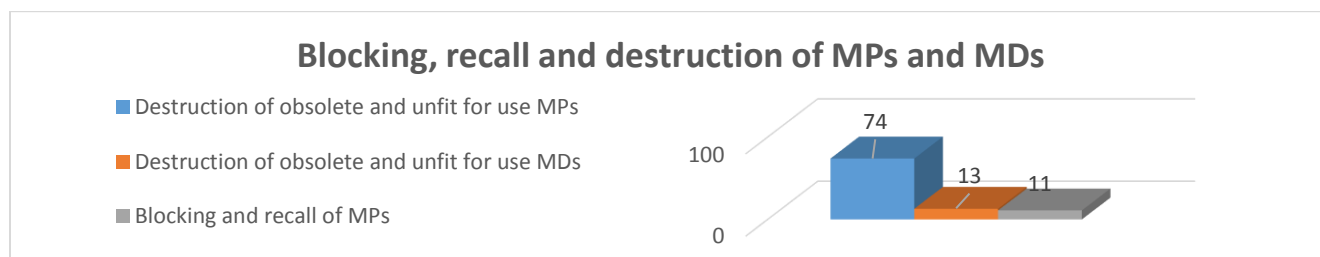 Blocking, recall and destruction of MPs and MDs
Destruction of obsolete and unfit for use MPs
Destruction of obsolete and unfit for use MDs
Blocking and recall of MPs
100
0
74
13
11